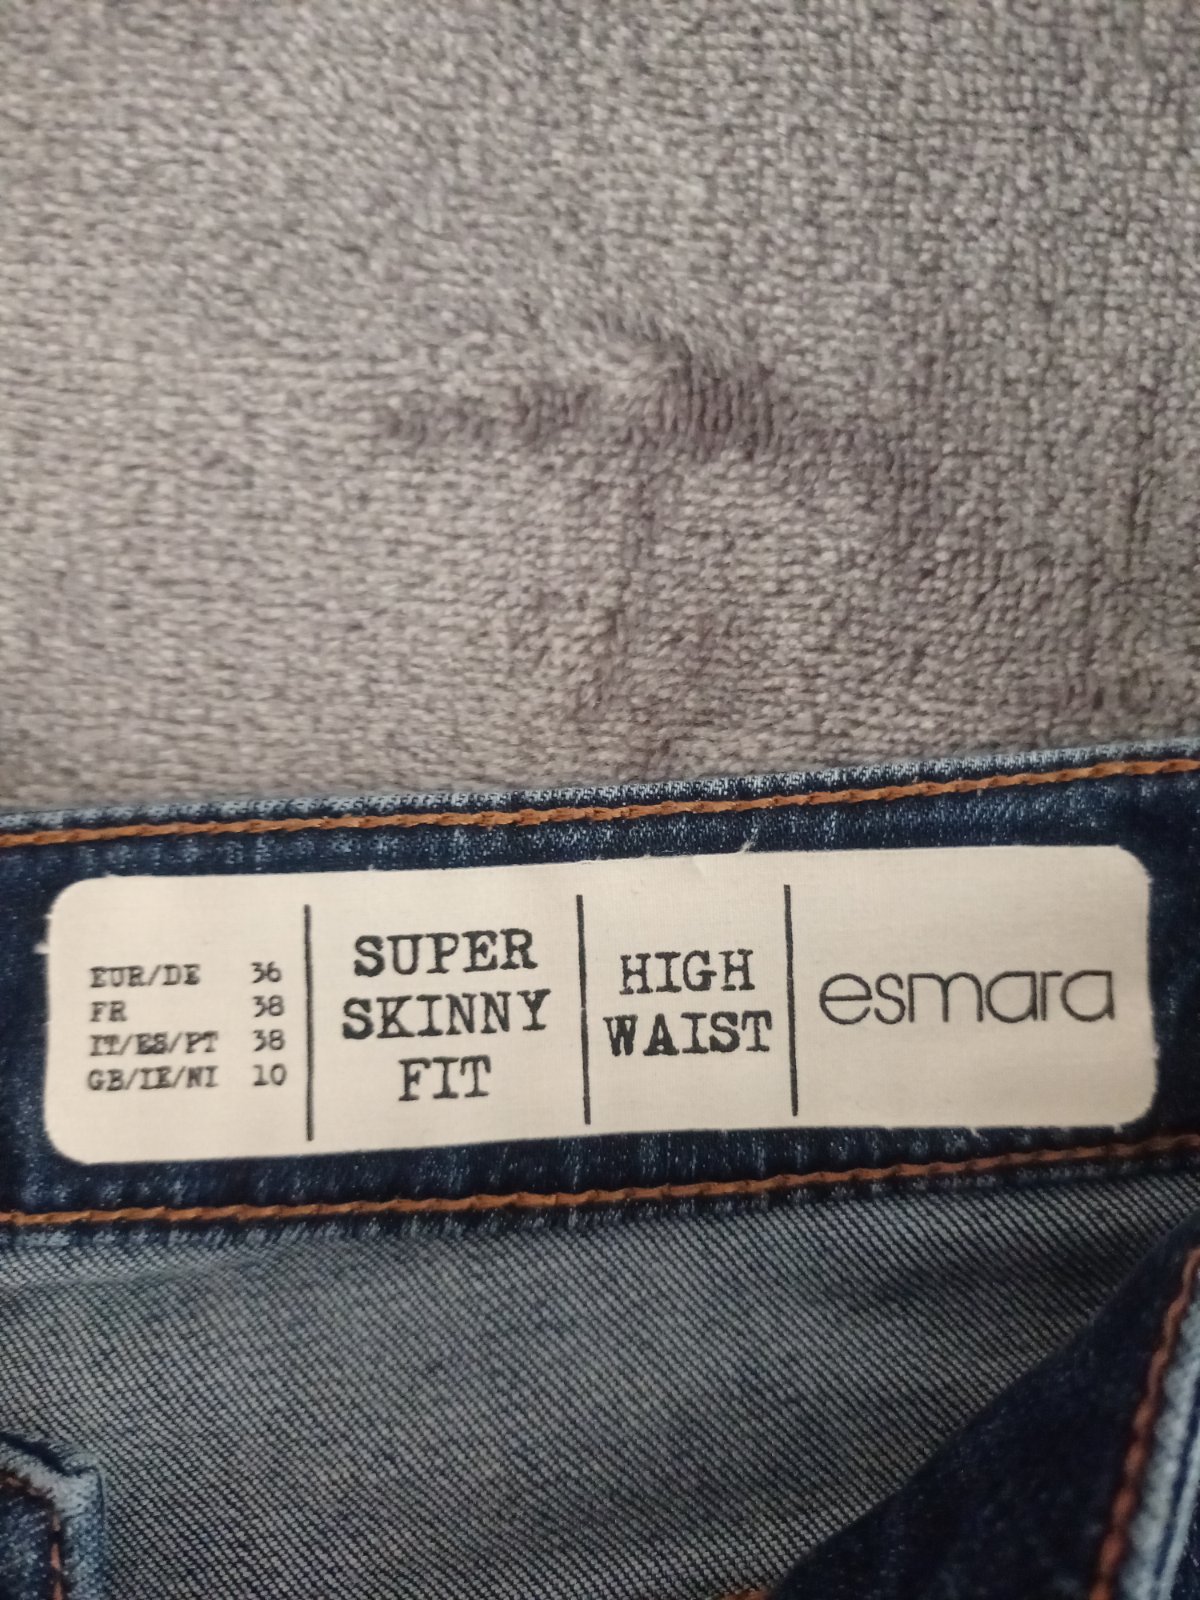 EUR/DE 36
FR 38
IT/ES/PT 38
GB/IE/NI 10
SUPER
SKINNY
FIT
HIGH
WAIST
esmara